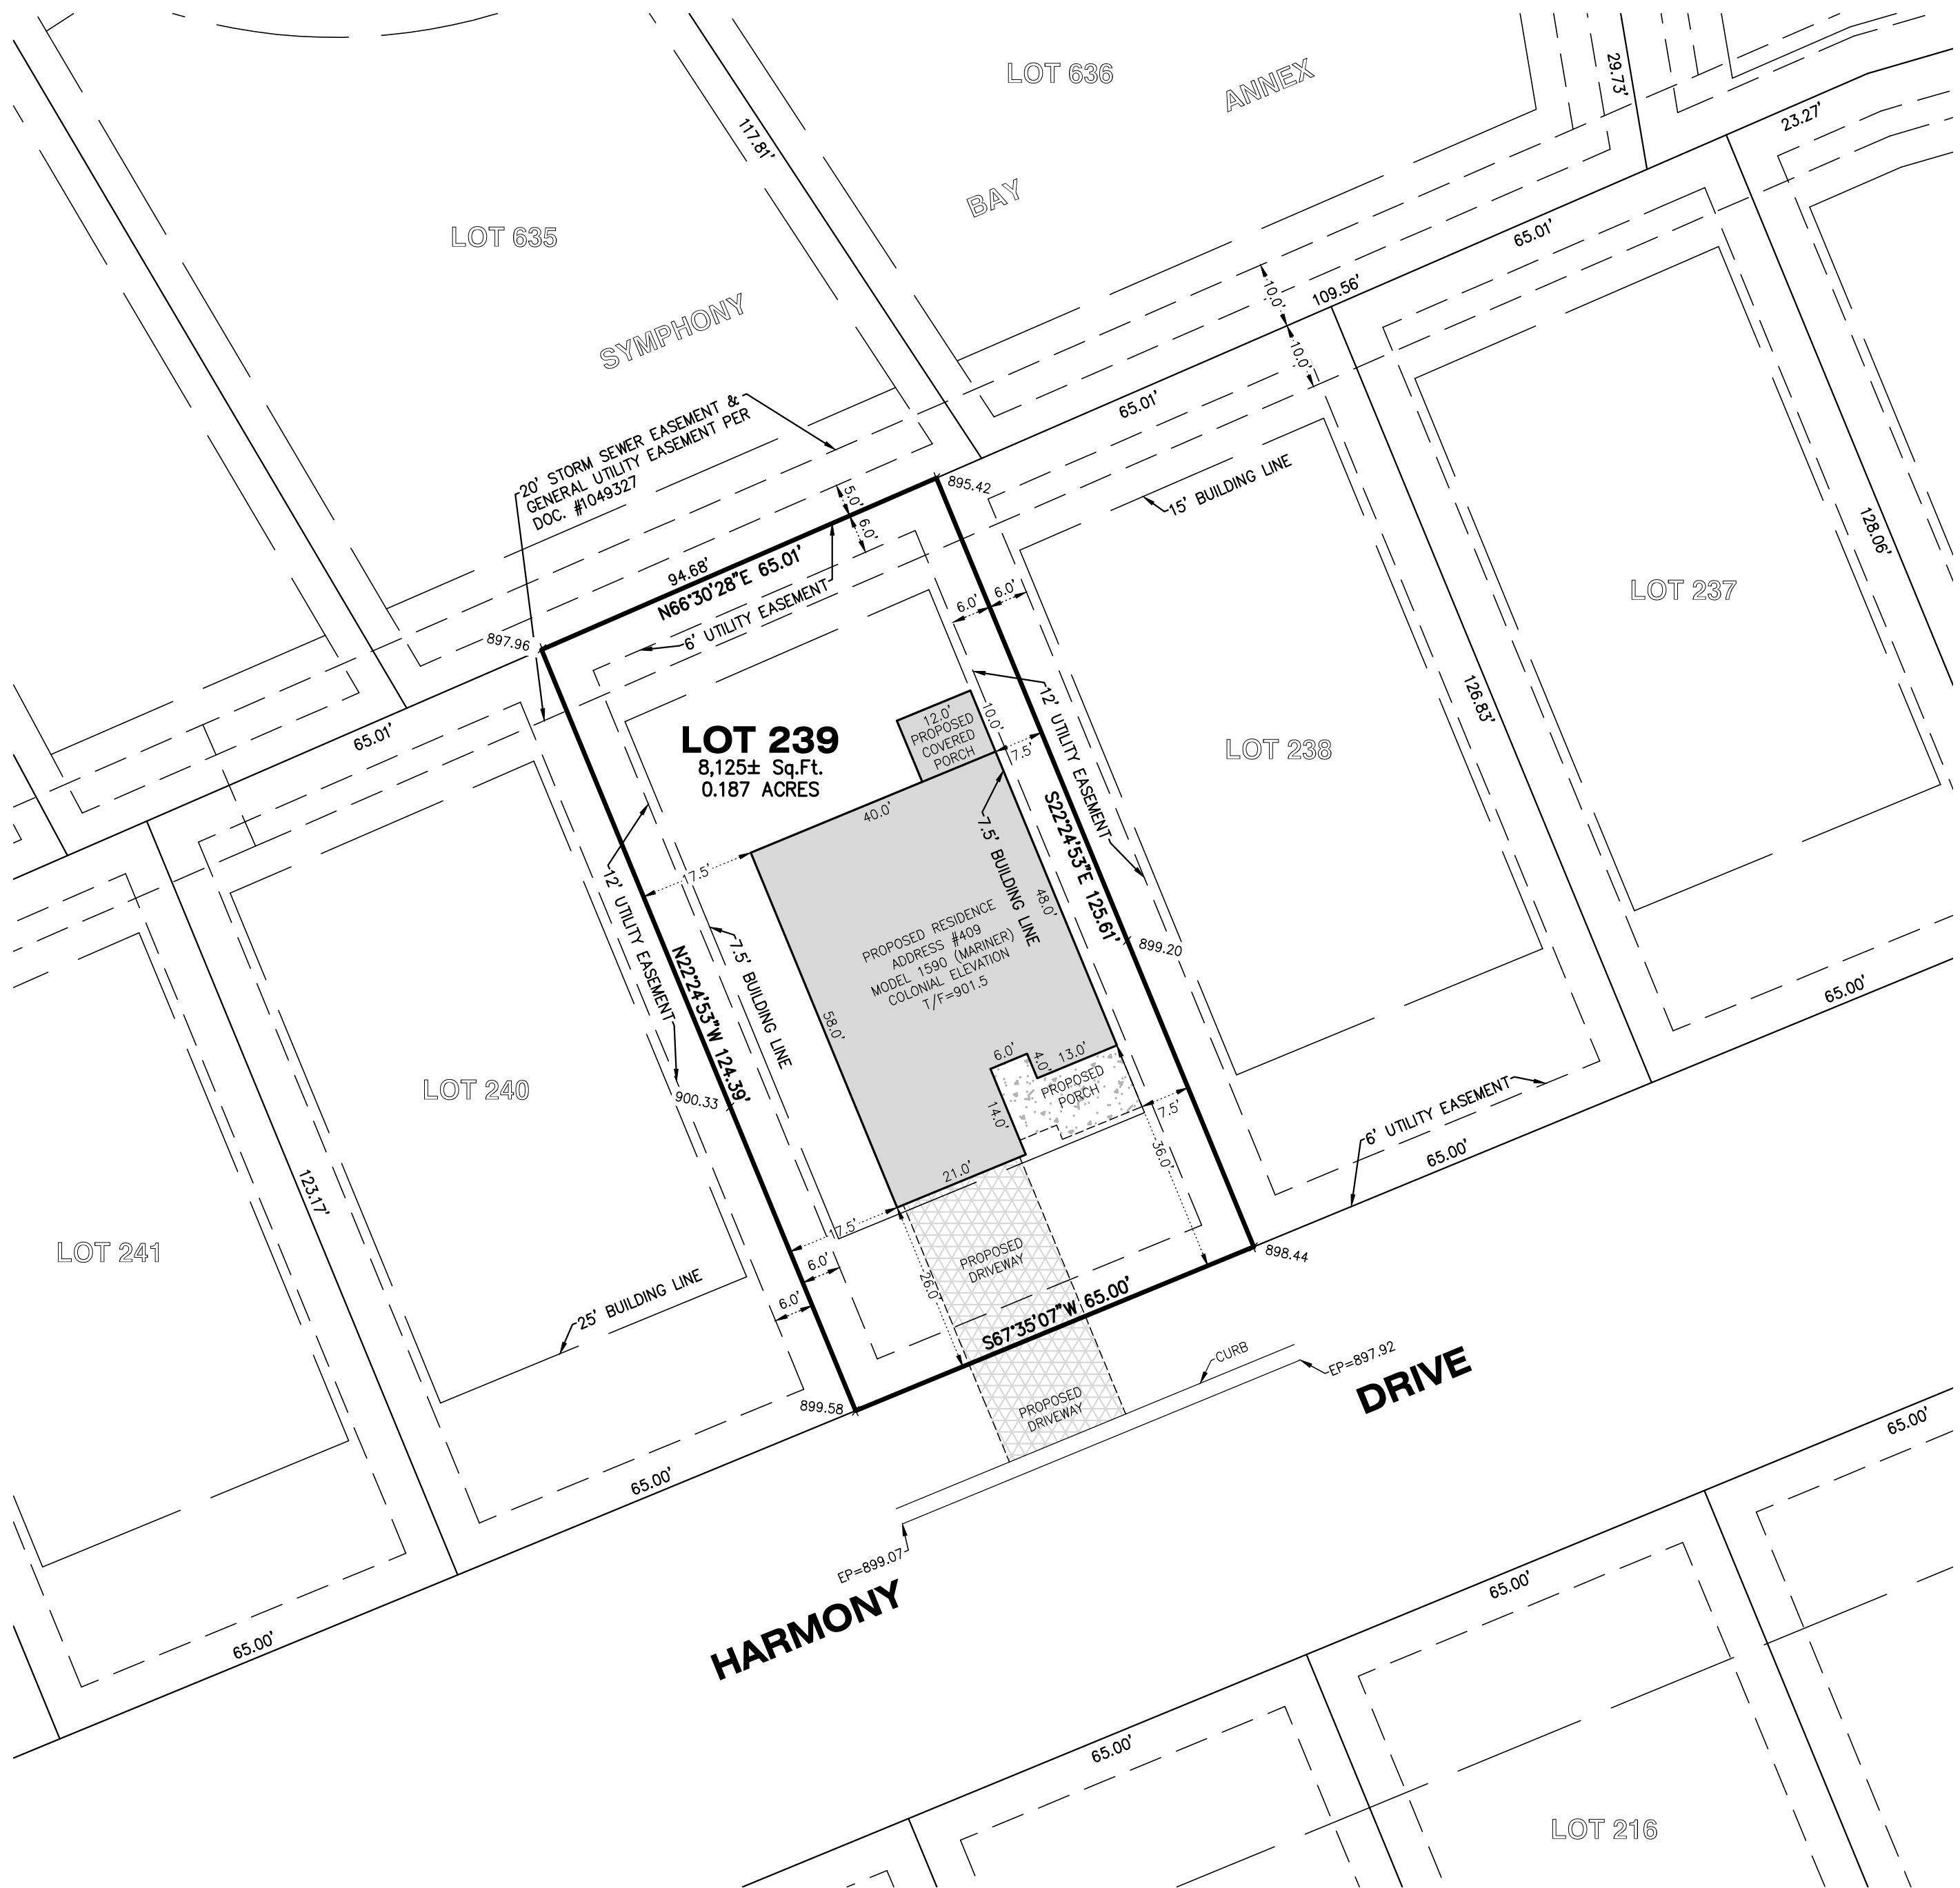 LOT 636
ANNEX
29.73'
23.27'
117.81'
BAY
LOT 635
65.01'
SYMPHONY
10.0'
109.56'
10.0'
65.01'
20' STORM SEWER EASEMENT &
GENERAL UTILITY EASEMENT PER
DOC. #1049327
895.42
15' BUILDING LINE
5.0'
6.0'
128.06'
94.68'
N66°30'28"E 65.01'
6' UTILITY EASEMENT
6.0'
6.0'
LOT 237
897.96
12' UTILITY EASEMENT
126.83'
65.01'
LOT 239
8,125± Sq.Ft.
0.187 ACRES
12.0'
PROPOSED
COVERED
PORCH
10.0'
7.5'
LOT 238
S22°24'53"E 125.61'
40.0'
7.5' BUILDING LINE
17.5'
12' UTILITY EASEMENT
48.0'
PROPOSED RESIDENCE
ADDRESS #409
MODEL 1590 (MARINER)
COLONIAL ELEVATION
T/F=901.5
899.20
7.5' BUILDING LINE
N22°24'53"W 124.39'
58.0'
65.00'
LOT 240
900.33
6.0'
4.0'
13.0'
PROPOSED
PORCH
14.0'
7.5'
6' UTILITY EASEMENT
65.00'
36.0'
123.17'
21.0'
LOT 241
17.5'
6.0'
6.0'
26.0'
PROPOSED
DRIVEWAY
898.44
25' BUILDING LINE
S67°35'07"W 65.00'
CURB
EP=897.92
DRIVE
899.58
PROPOSED
DRIVEWAY
65.00'
65.00'
EP=899.07
HARMONY
65.00'
65.00'
65.00'
LOT 216